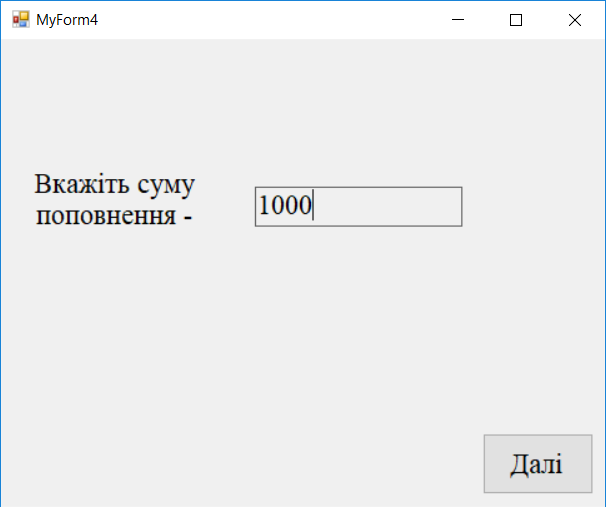 MyForm4
Вкажіть суму
поповнення -
1000
Далі